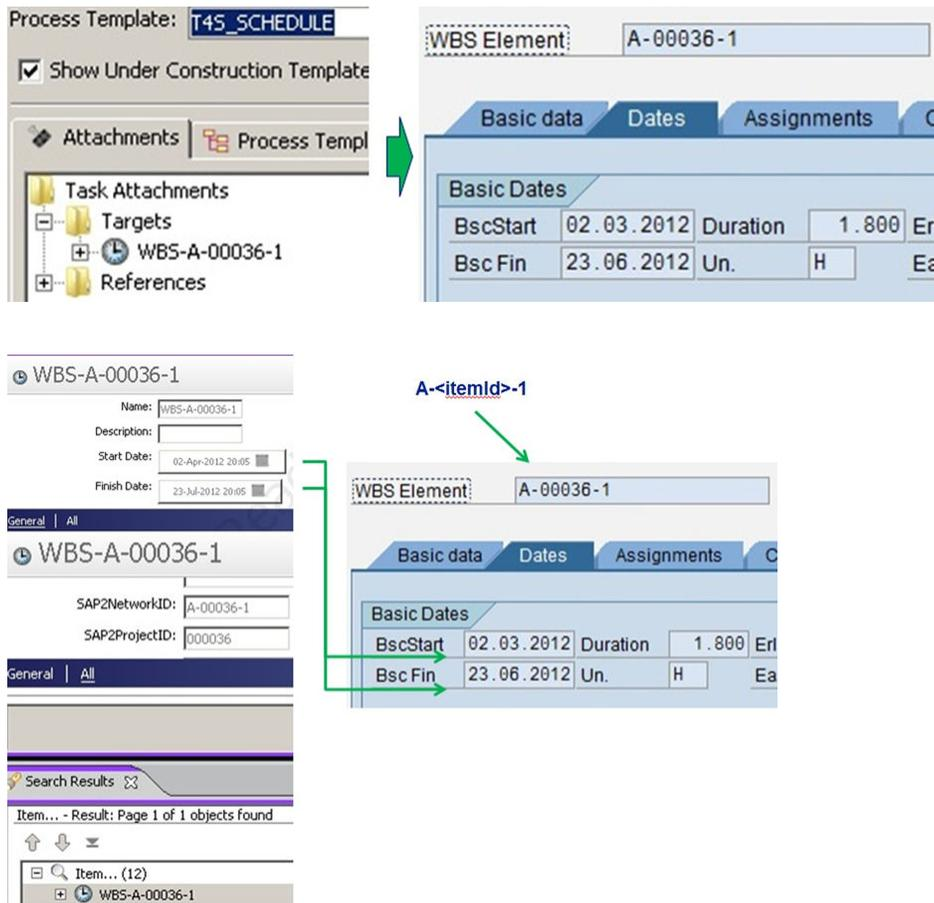 Process Template: T4S_SCHEDULE
Show Under Construction Template
Attachments Process Templ
Task Attachments
Targets
WBS-A-00036-1
References
WBS Element A-00036-1
Basic data Dates Assignments C
Basic Dates
BscStart 02.03.2012 Duration 1.800 Er
Bsc Fin 23.06.2012 Un. H Ea
WBS-A-00036-1
Name: WBS-A-00036-1
Description:
Start Date: 02-Apr-2012 20:05
Finish Date: 23-Jul-2012 20:05
General | All
WBS-A-00036-1
SAP2NetworkID: A-00036-1
SAP2ProjectID: 000036
General | All
Search Results
Item... - Result: Page 1 of 1 objects found
Item... (12)
WBS-A-00036-1
A-<itemId>-1
WBS Element A-00036-1
Basic data Dates Assignments C
Basic Dates
BscStart 02.03.2012 Duration 1.800 Erl
Bsc Fin 23.06.2012 Un. H Ea